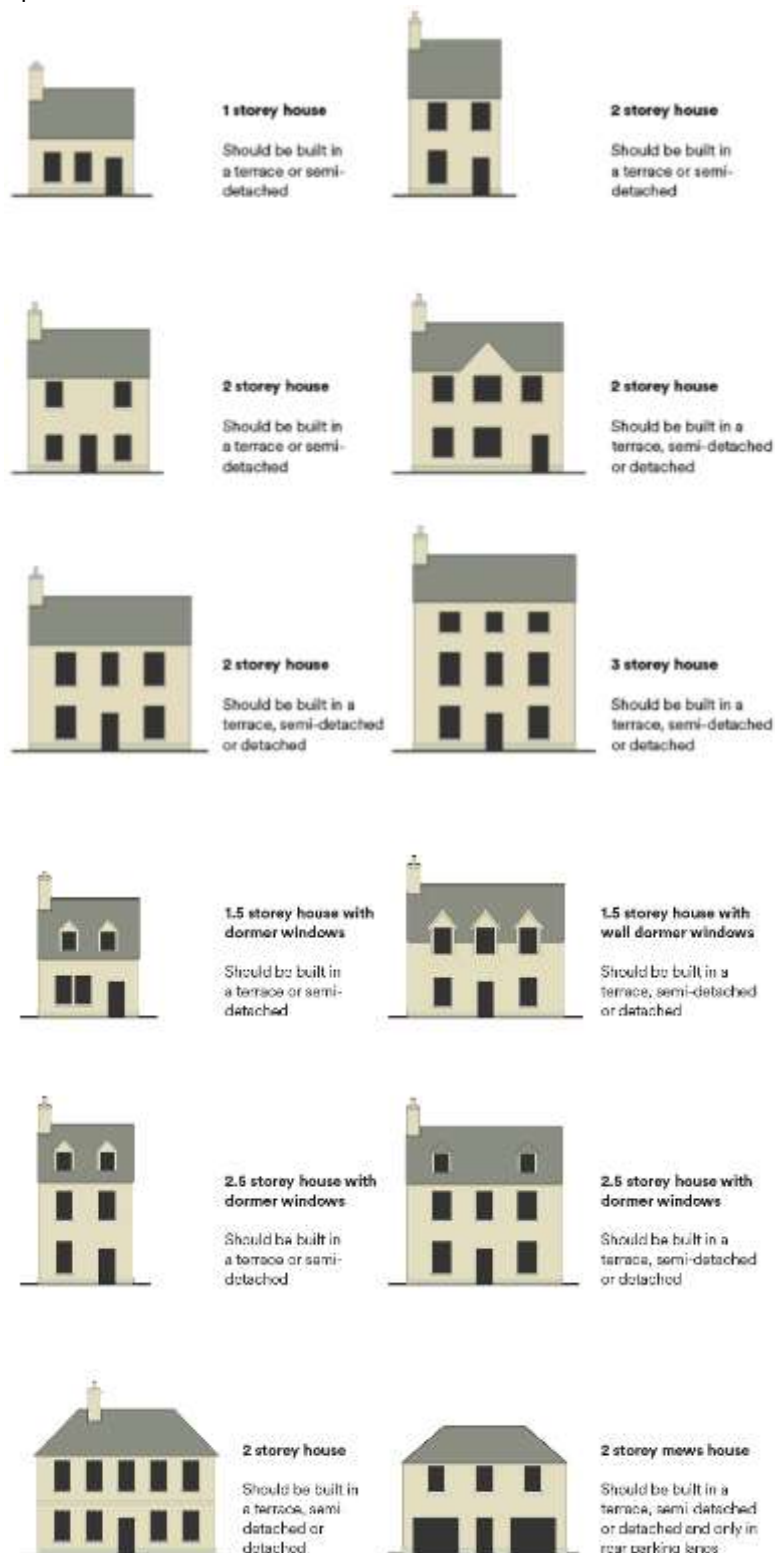 1 storey house
Should be built in
a terrace or semi-
detached
2 storey house
Should be built in
a terrace or semi-
detached
2 storey house
Should be built in
a terrace or semi-
detached
2 storey house
Should be built in a
terrace, semi-detached
or detached
2 storey house
Should be built in a
terrace, semi-detached
or detached
3 storey house
Should be built in a
terrace, semi-detached
or detached
1.5 storey house with
dormer windows
Should be built in
a terrace or semi-
detached
1.5 storey house with
wall dormer windows
Should be built in a
terrace, semi-detached
or detached
2.5 storey house with
dormer windows
Should be built in
a terrace or semi-
detached
2.5 storey house with
dormer windows
Should be built in a
terrace, semi-detached
or detached
2 storey house
Should be built in
a terrace, semi
detached or
detached
2 storey mews house
Should be built in a
terrace, semi detached
or detached and only in
rear parking lanes